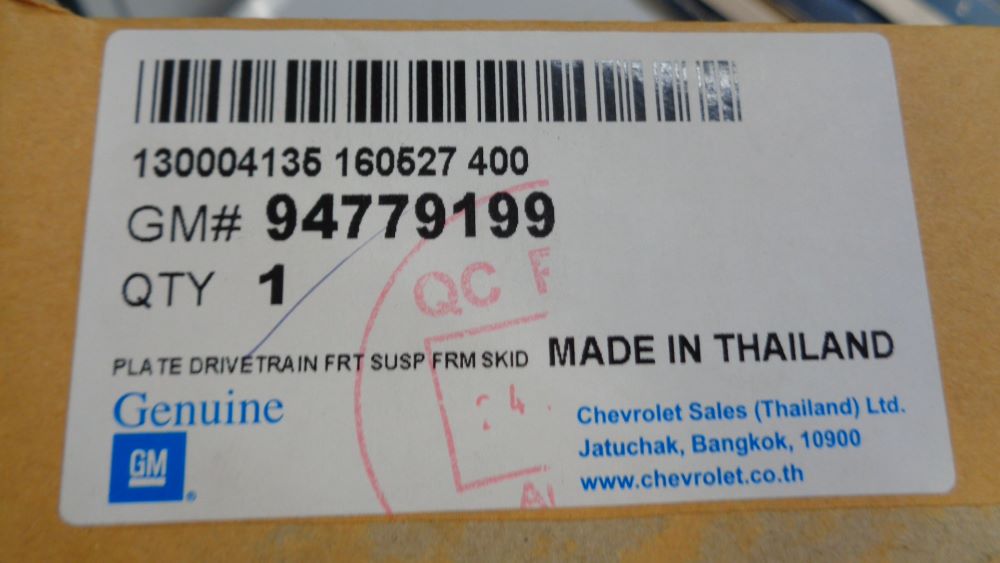 130004135 160527 400
GM# 94779199
QTY 1
PLATE DRIVETRAIN FRT SUSP FRM SKID
MADE IN THAILAND
Genuine
GM
®
Chevrolet Sales (Thailand) Ltd.
Jatuchak, Bangkok, 10900
www.chevrolet.co.th
QC